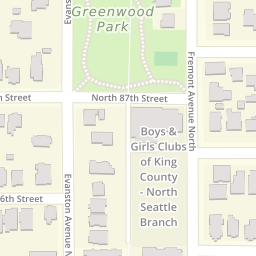 Greenwood
Park
Evans
Fremont Avenue North
n Street
North 87th Street
Boys &
Girls Clubs
of King
County
- North
Seattle
Branch
Evanston Avenue N
6th Street